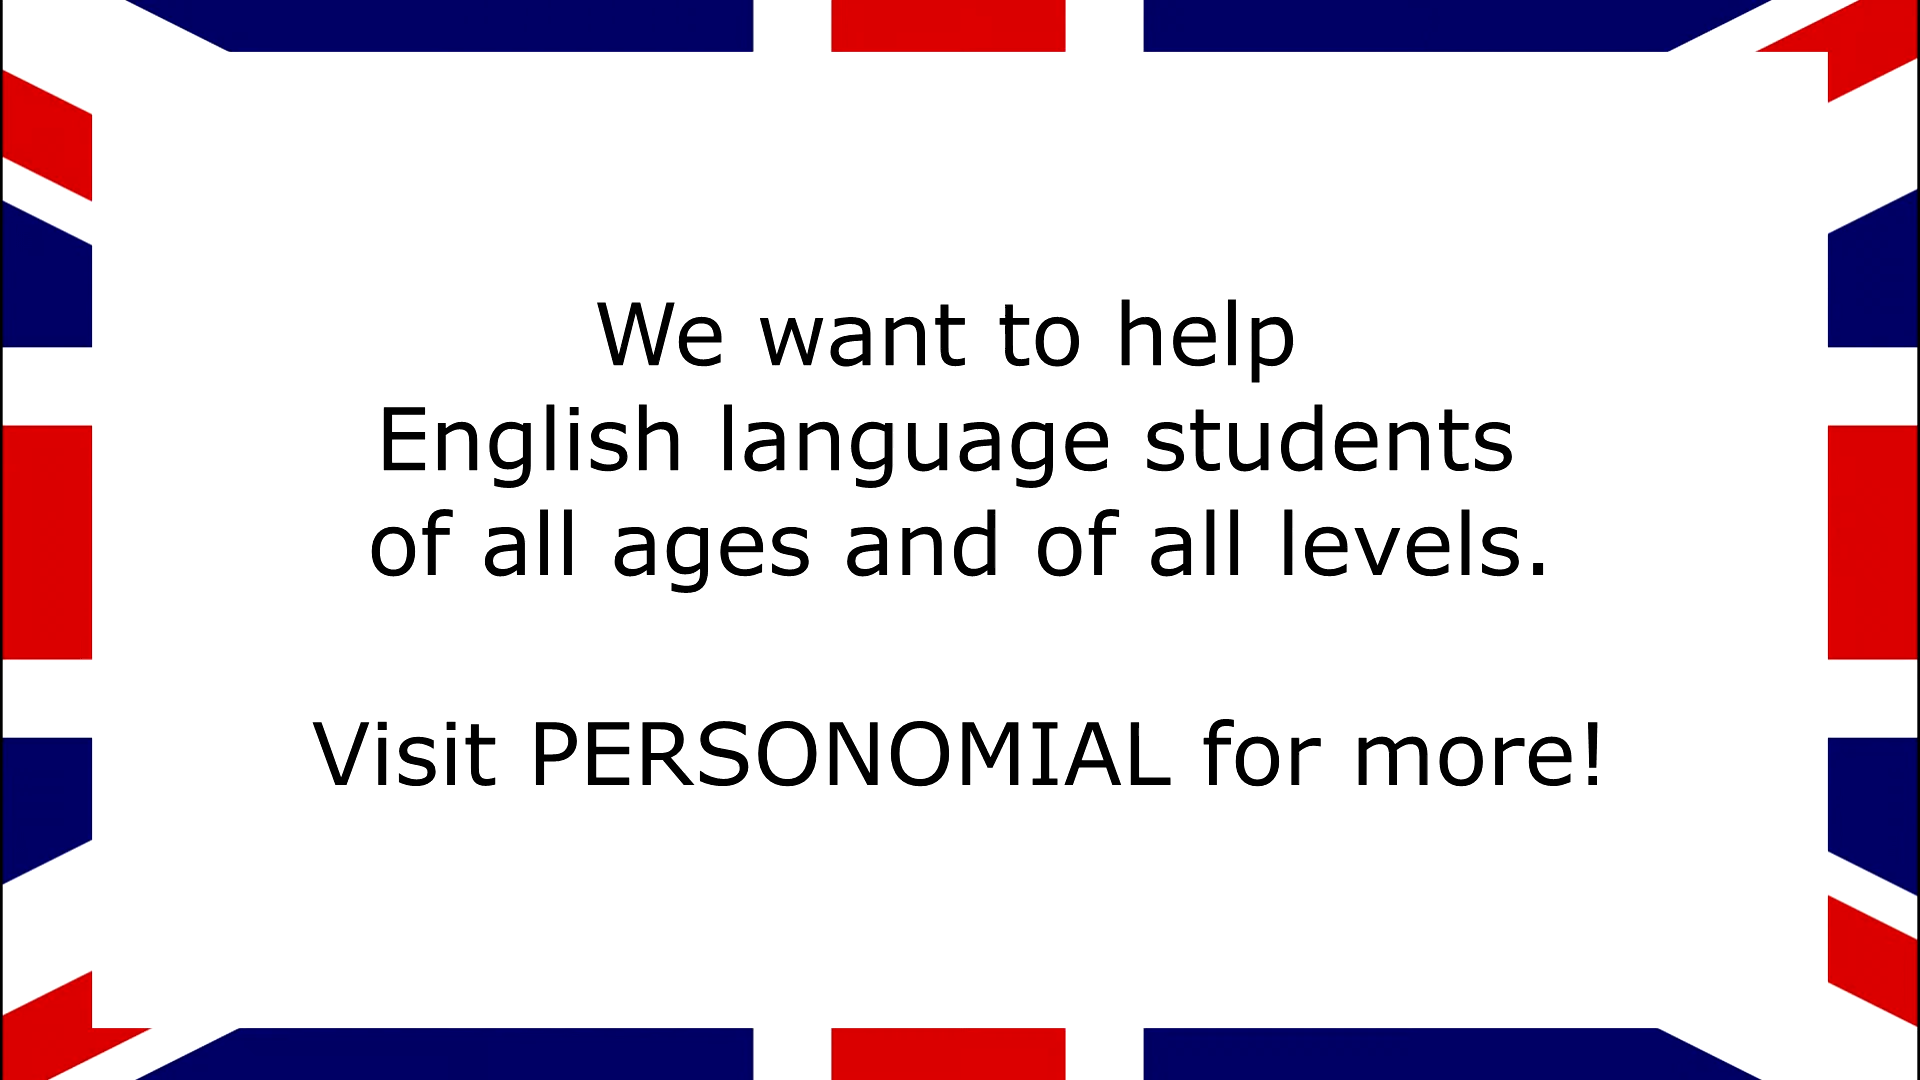 We want to help
English language students
of all ages and of all levels.
Visit PERSONOMIAL for more!